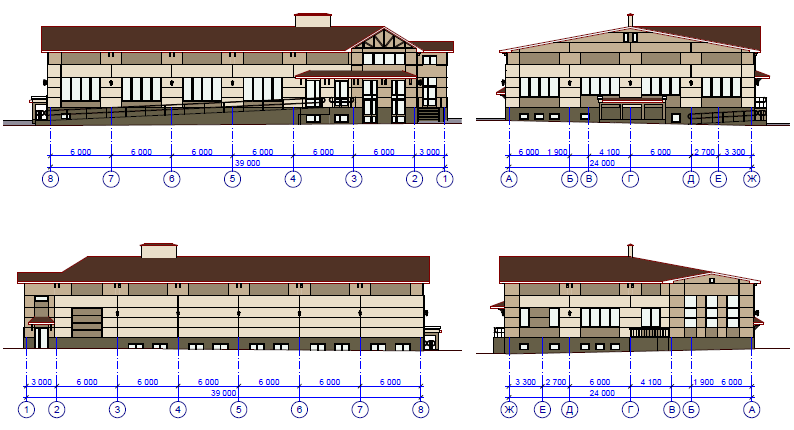 6 000 6 000 6 000 6 000 6 000 6 000 3 000
39 000
8 7 6 5 4 3 2 1
6 000 1 900 4 100 6 000 2 700 3 300
24 000
А Б В Г Д Е Ж
3 000 6 000 6 000 6 000 6 000 6 000 6 000
39 000
1 2 3 4 5 6 7 8
3 300 2 700 6 000 4 100 1 900 6 000
24 000
Ж Е Д Г В Б А